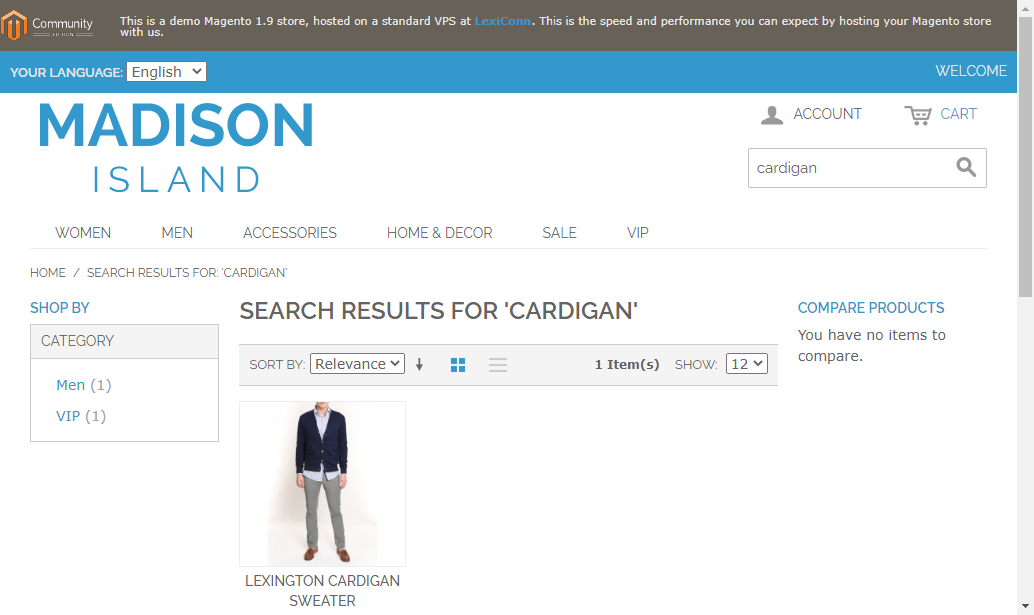 Community
EDITION
This is a demo Magento 1.9 store, hosted on a standard VPS at LexiConn. This is the speed and performance you can expect by hosting your Magento store
with us.
YOUR LANGUAGE: English
WELCOME
MADISON
ISLAND
ACCOUNT
CART
cardigan
WOMEN
MEN
ACCESSORIES
HOME & DECOR
SALE
VIP
HOME / SEARCH RESULTS FOR: 'CARDIGAN'
SHOP BY
CATEGORY
Men (1)
VIP (1)
SEARCH RESULTS FOR 'CARDIGAN'
SORT BY: Relevance
1 Item(s)
SHOW: 12
LEXINGTON CARDIGAN
SWEATER
COMPARE PRODUCTS
You have no items to
compare.